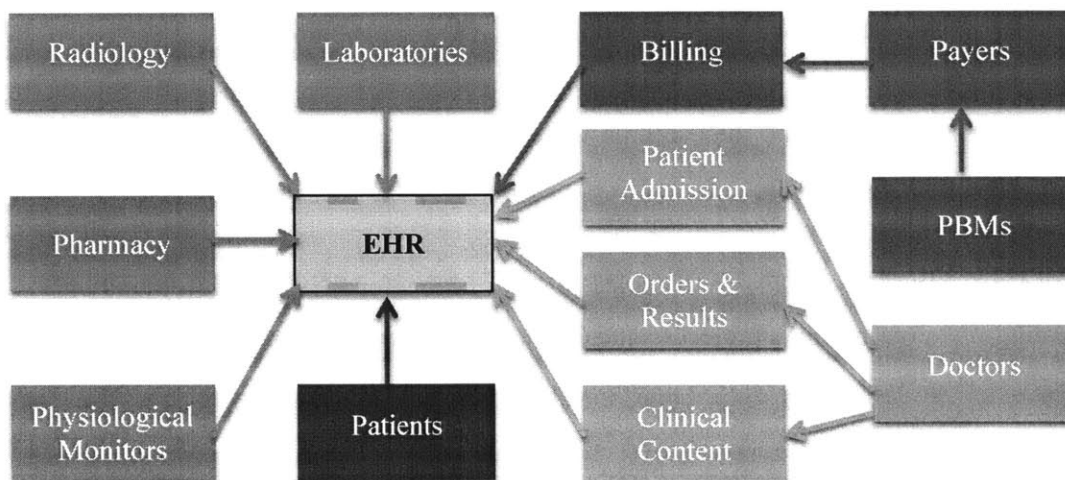 Radiology
Laboratories
Billing
Payers
Patient
Admission
Pharmacy
EHR
PBMs
Orders &
Results
Doctors
Physiological
Monitors
Patients
Clinical
Content